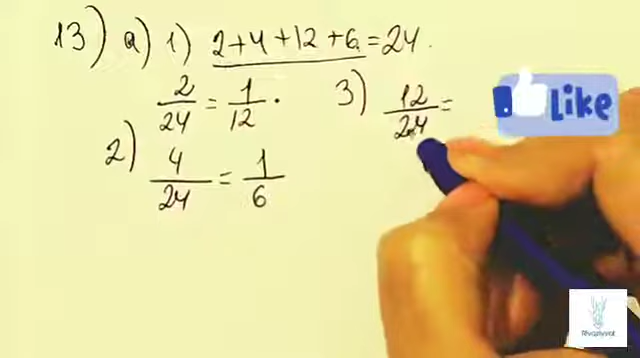 13) a) 1) 2+4+12+6=24.
2/24 = 1/12.
2) 4/24 = 1/6
3) 12/24 =
Like